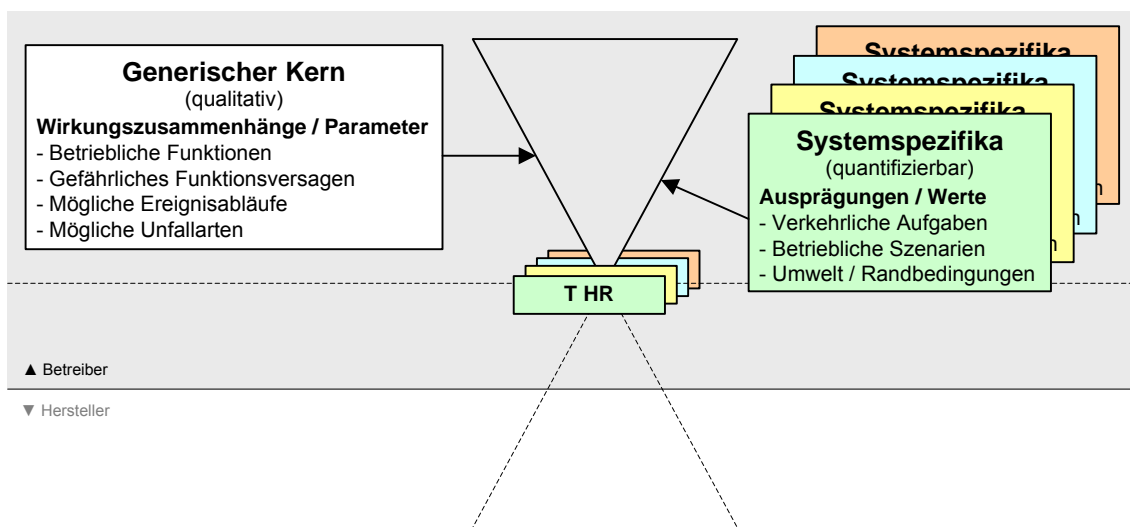 Generischer Kern
(qualitativ)
Wirkungszusammenhänge / Parameter
- Betriebliche Funktionen
- Gefährliches Funktionsversagen
- Mögliche Ereignisabläufe
- Mögliche Unfallarten
Systemspezifika
Systemspezifika
Systemspezifika
Systemspezifika
(quantifizierbar)
Ausprägungen / Werte
- Verkehrliche Aufgaben
- Betriebliche Szenarien
- Umwelt / Randbedingungen
T HR
▲ Betreiber
▼ Hersteller